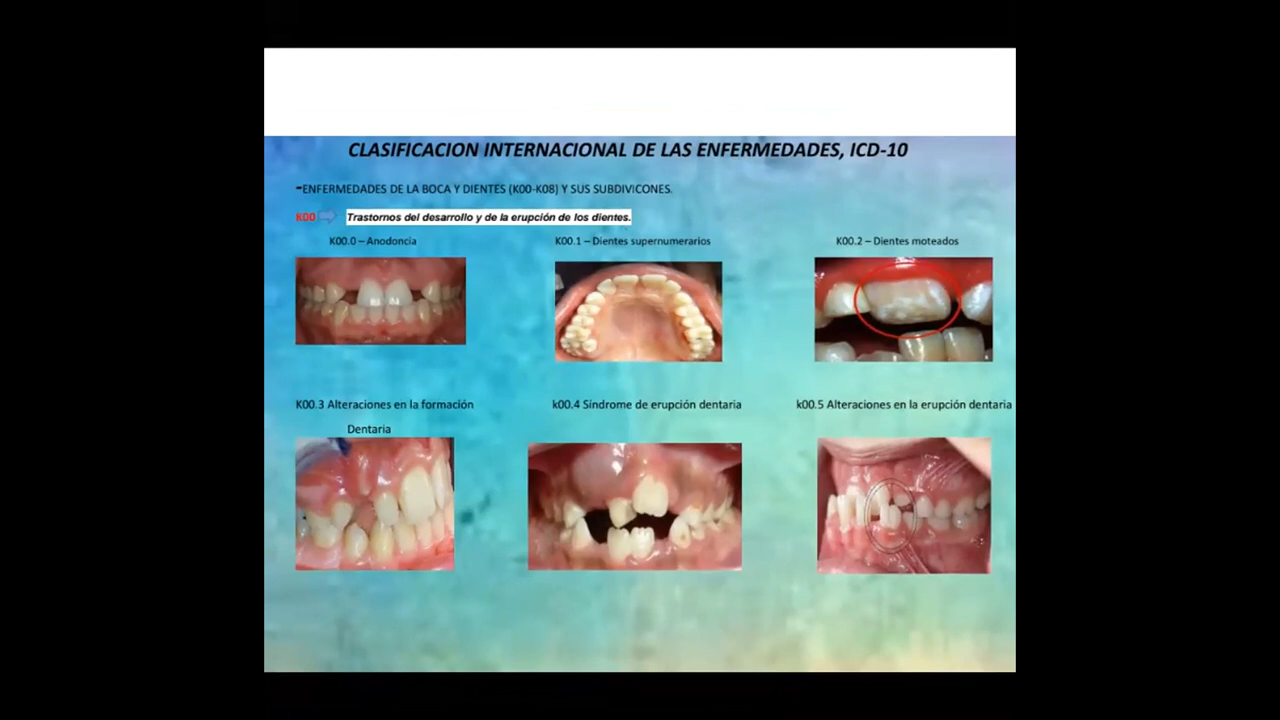 CLASIFICACION INTERNACIONAL DE LAS ENFERMEDADES, ICD-10
-ENFERMEDADES DE LA BOCA Y DIENTES (K00-K08) Y SUS SUBDIVICONES.
K00 Trastornos del desarrollo y de la erupción de los dientes.
K00.0 – Anodoncia
K00.1 – Dientes supernumerarios
K00.2 – Dientes moteados
K00.3 Alteraciones en la formación
Dentaria
k00.4 Sindrome de erupción dentaria
k00.5 Alteraciones en la erupción dentaria